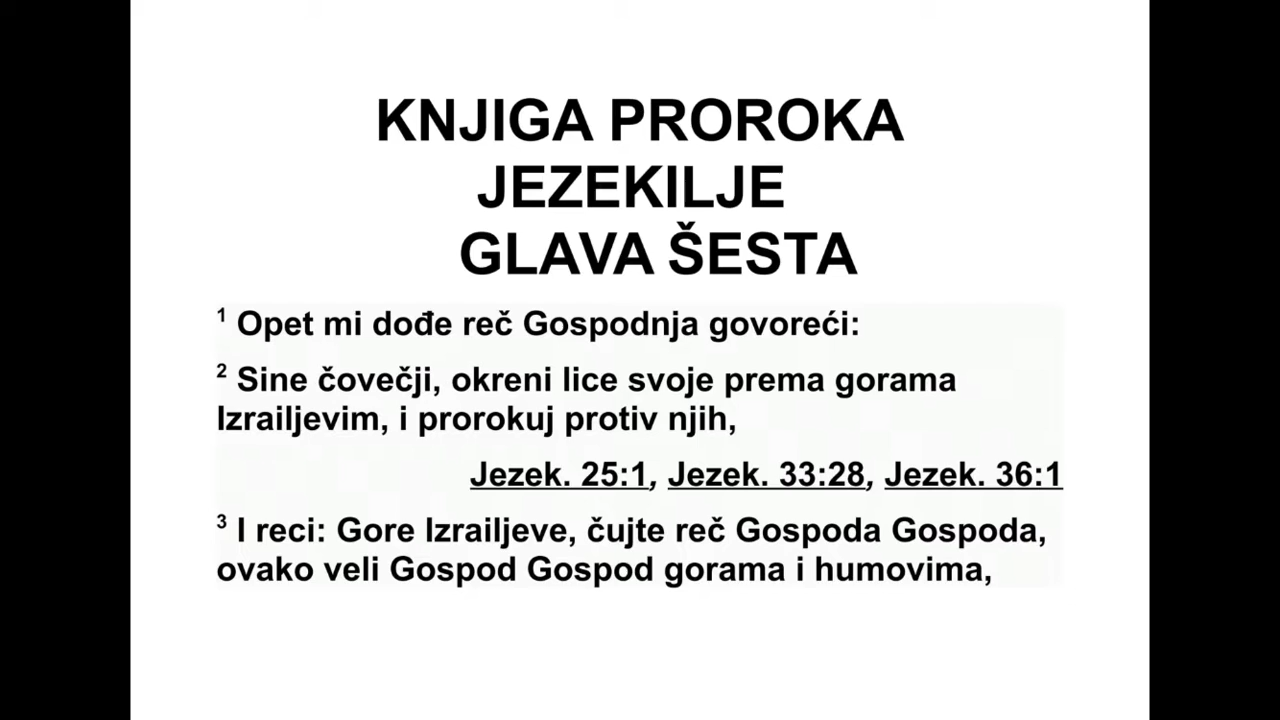 KNJIGA PROROKA
JEZEKILJE
GLAVA ŠESTA
1 Opet mi dođe reč Gospodnja govoreći:
2 Sine čovečji, okreni lice svoje prema gorama
Izrailjevim, i prorokuj protiv njih,
Jezek. 25:1, Jezek. 33:28, Jezek. 36:1
3 I reci: Gore Izrailjeve, čujte reč Gospoda Gospoda,
ovako veli Gospod Gospod gorama i humovima,